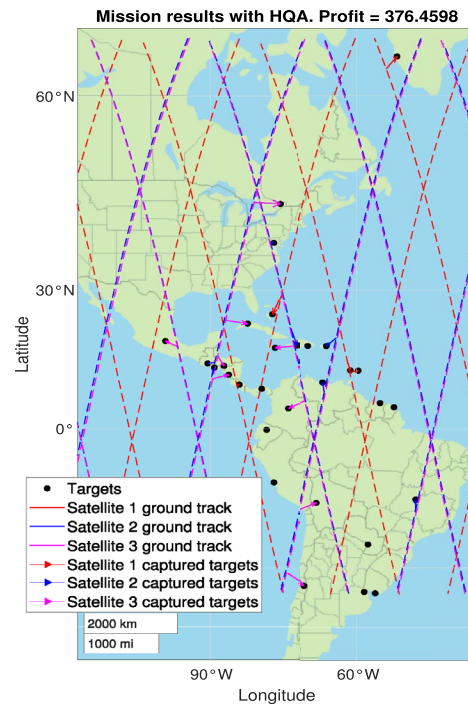 Mission results with HQA. Profit = 376.4598
60°N
30°N
0°
Latitude
Targets
Satellite 1 ground track
Satellite 2 ground track
Satellite 3 ground track
Satellite 1 captured targets
Satellite 2 captured targets
Satellite 3 captured targets
2000 km
1000 mi
90°W
60°W
Longitude